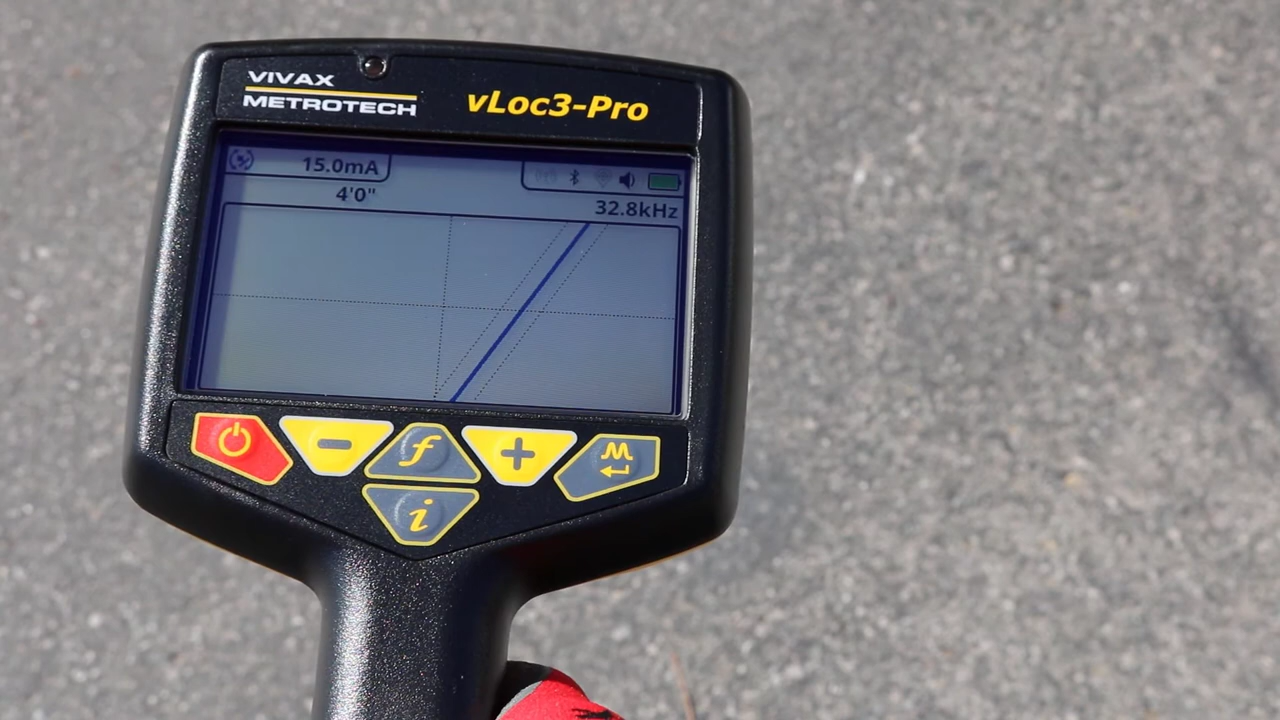 VIVAX
METROTECH
vLoc3-Pro
15.0mA
4'0"
32.8kHz
f
i